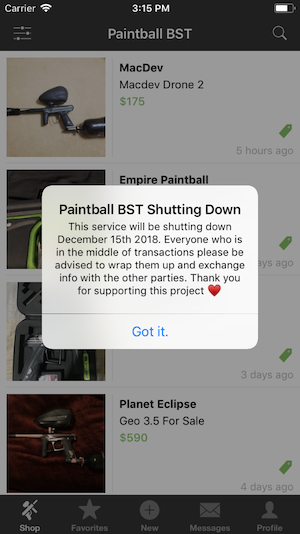 Carrier 3:15 PM
Paintball BST
MacDev
Macdev Drone 2
$175
5 hours ago
Empire Paintball
Paintball BST Shutting Down
This service will be shutting down
December 15th 2018. Everyone who is
in the middle of transactions please be
advised to wrap them up and exchange
info with the other parties. Thank you
for supporting this project ❤️
Got it.
days ago
3 days ago
Planet Eclipse
Geo 3.5 For Sale
$590
4 days ago
Shop Favorites New Messages Profile